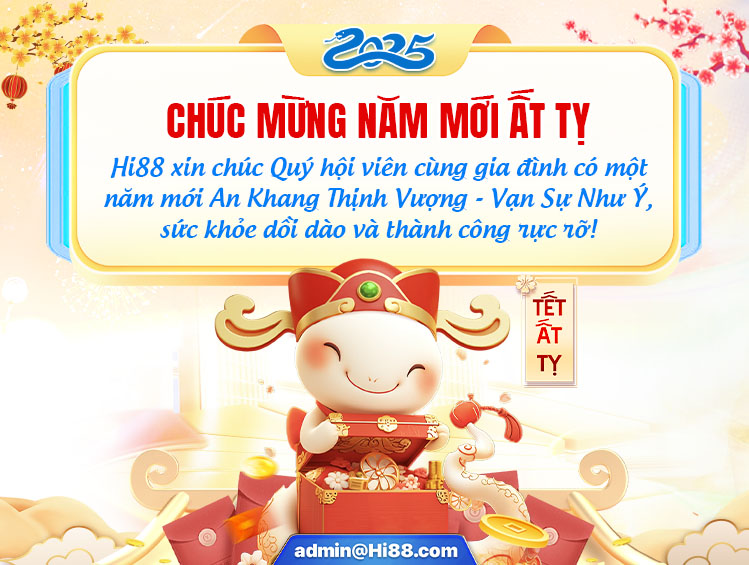 2025
CHÚC MỪNG NĂM MỚI ẤT TỴ
Hi88 xin chúc Quý hội viên cùng gia đình có một
năm mới An Khang Thịnh Vượng - Vạn Sự Như Ý,
sức khỏe dồi dào và thành công rực rỡ!
TẾT
ẤT
TỴ
admin@Hi88.com